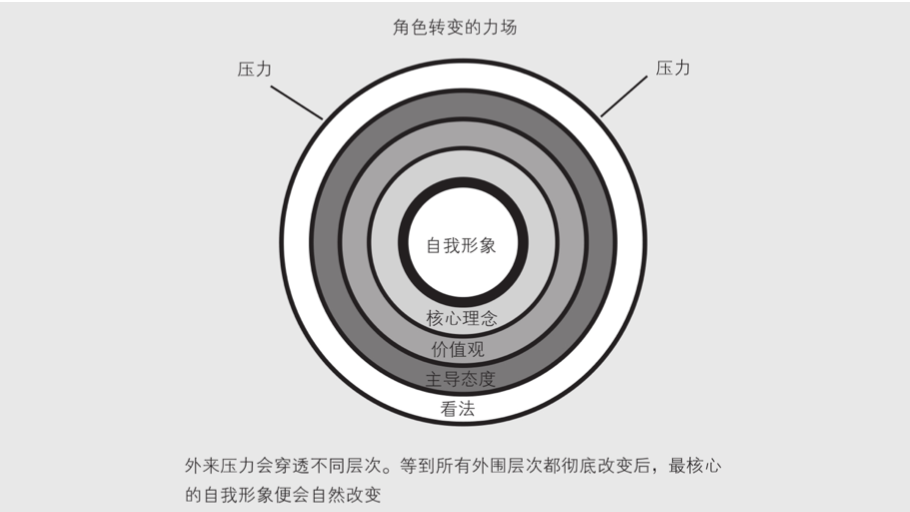 角色转变的力场
压力
压力
自我形象
核心理念
价值观
主导态度
看法
外来压力会穿透不同层次。等到所有外围层次都彻底改变后，最核心
的自我形象便会自然改变